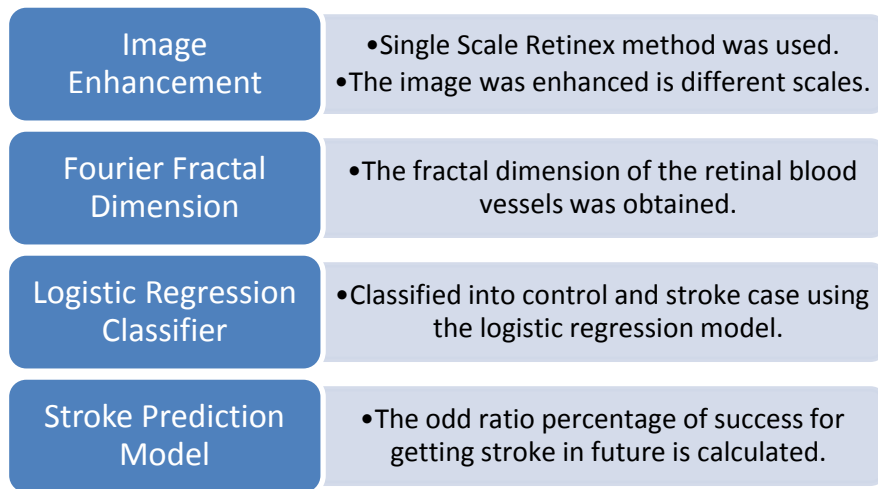 Image
Enhancement
•Single Scale Retinex method was used.
•The image was enhanced is different scales.
Fourier Fractal
Dimension
•The fractal dimension of the retinal blood
vessels was obtained.
Logistic Regression
Classifier
•Classified into control and stroke case using
the logistic regression model.
Stroke Prediction
Model
•The odd ratio percentage of success for
getting stroke in future is calculated.